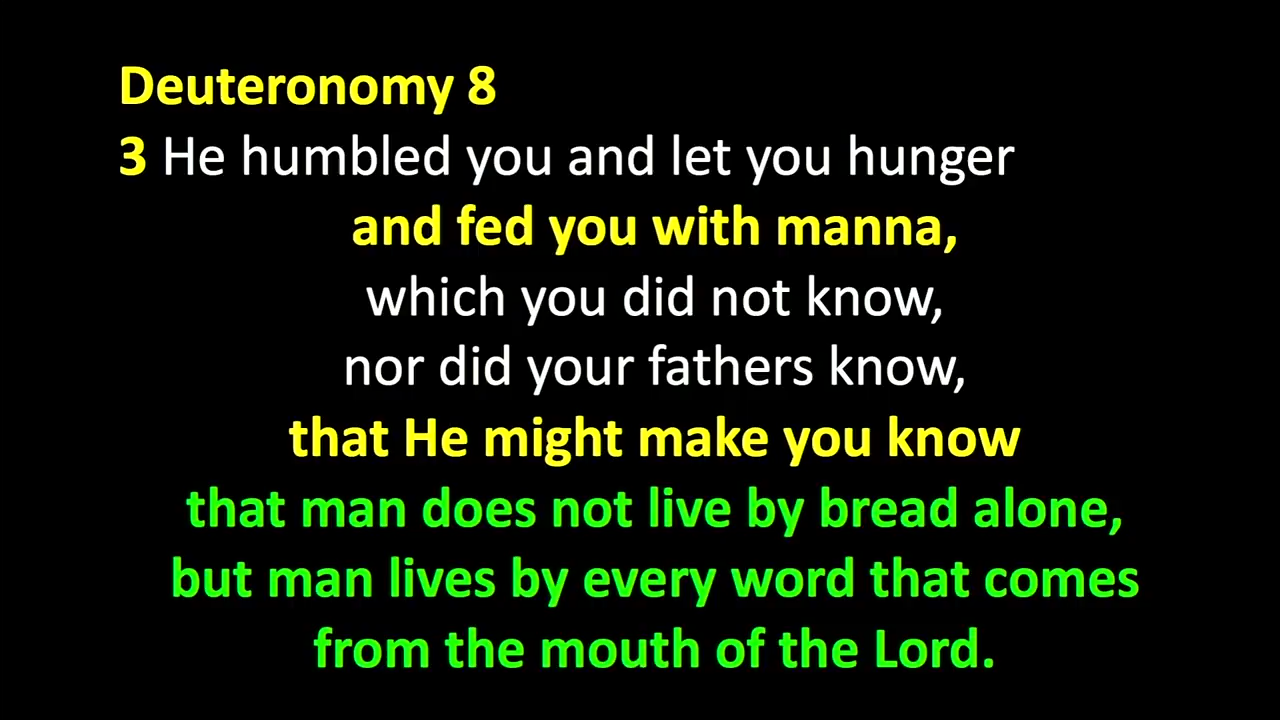 Deuteronomy 8
3 He humbled you and let you hunger
and fed you with manna,
which you did not know,
nor did your fathers know,
that He might make you know
that man does not live by bread alone,
but man lives by every word that comes
from the mouth of the Lord.